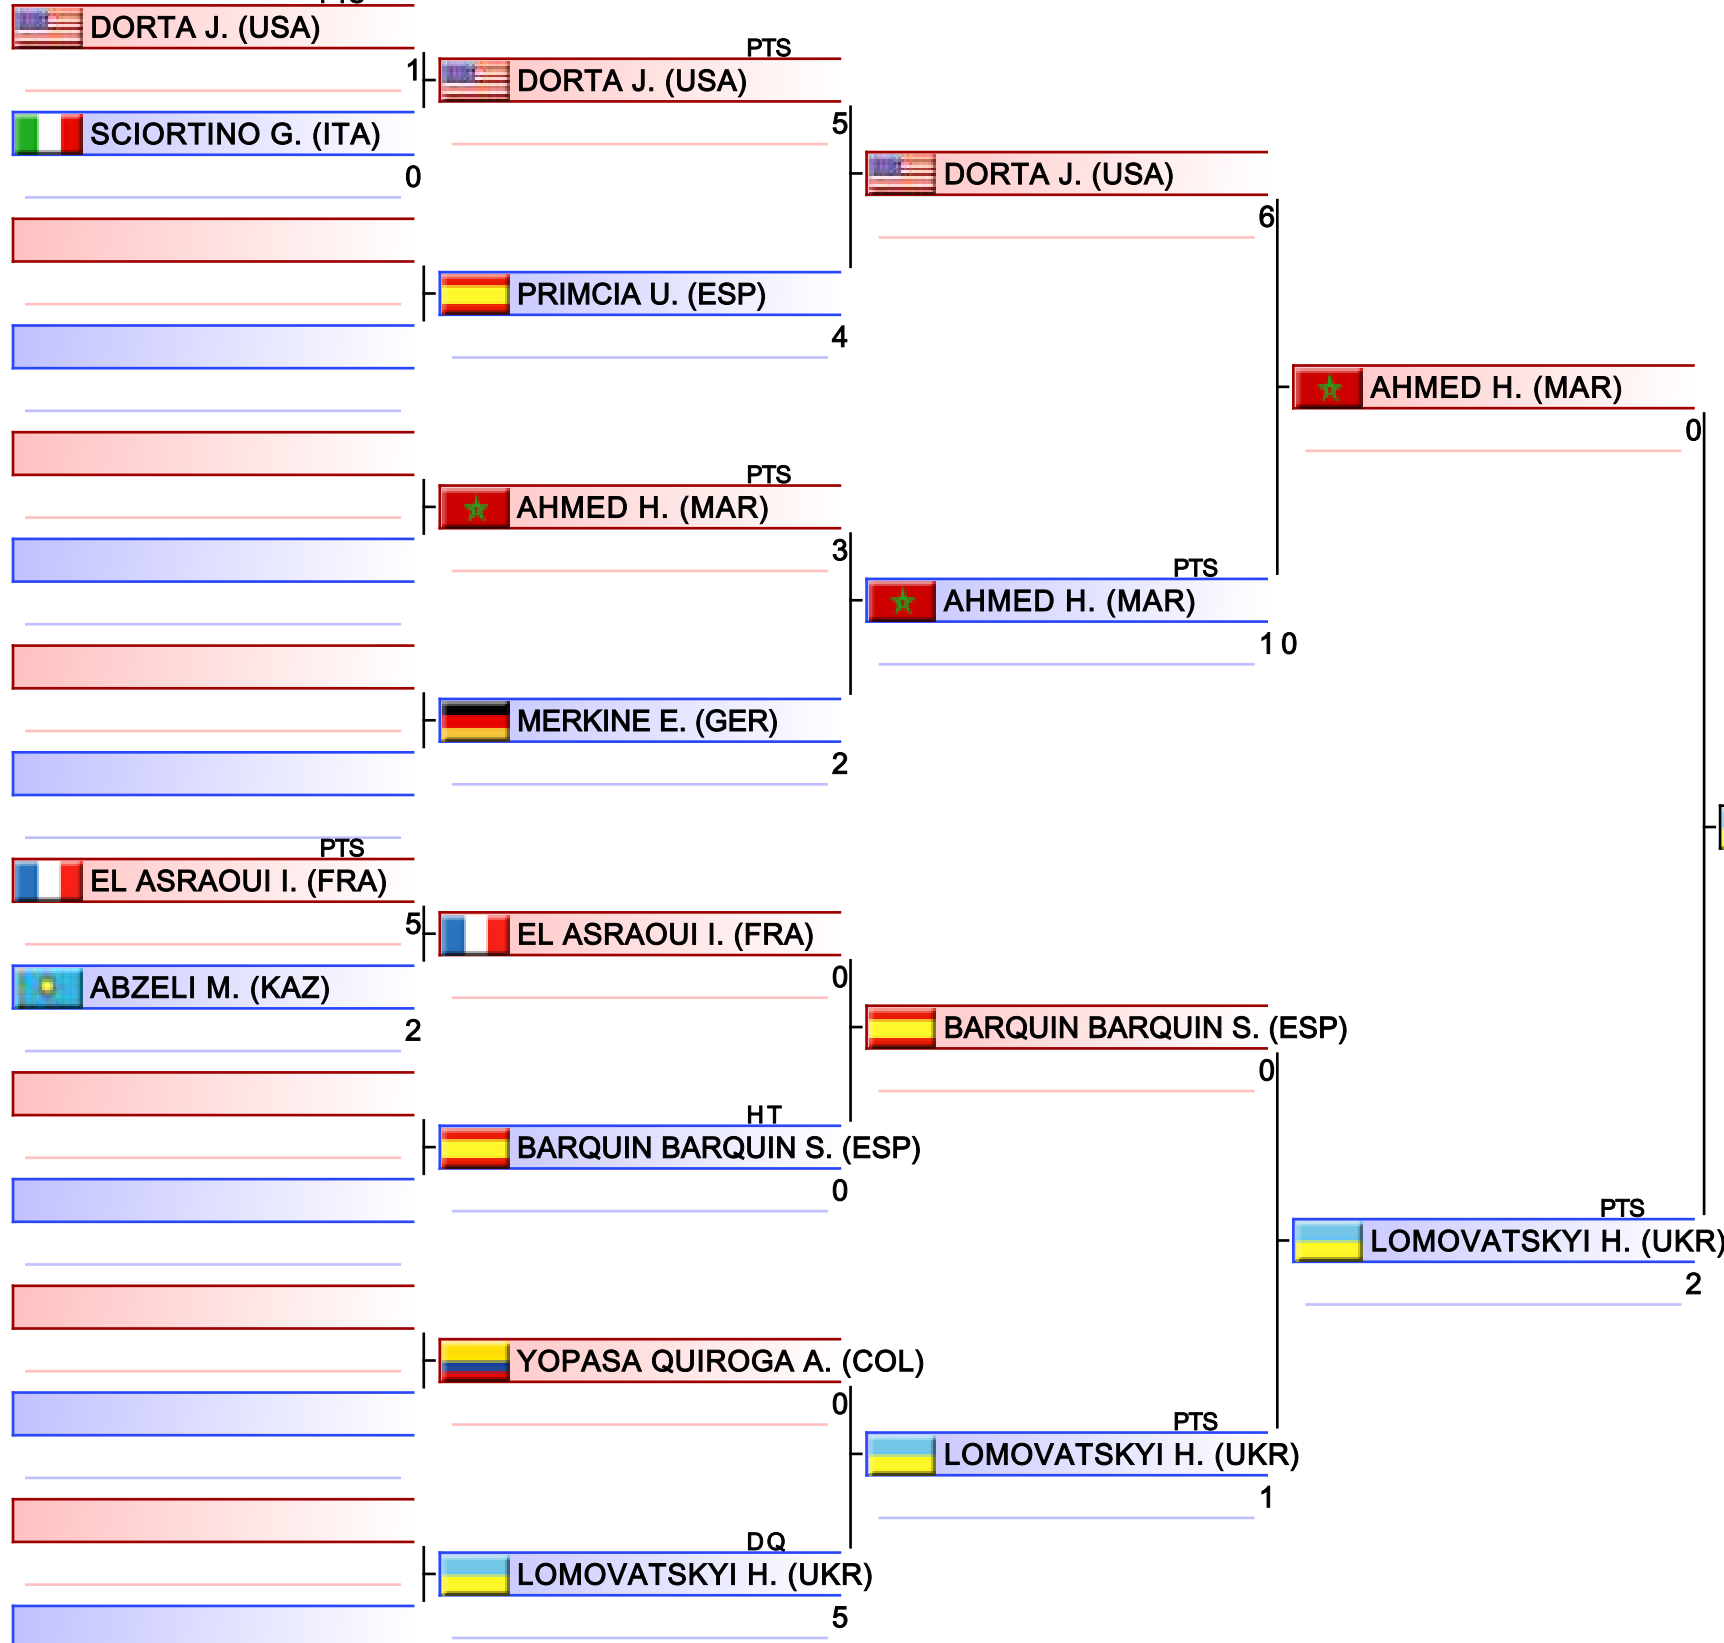 PTS
DORTA J. (USA)
1
SCIORTINO G. (ITA)
0
PTS
EL ASRAOUI I. (FRA)
5
ABZELI M. (KAZ)
2
PTS
DORTA J. (USA)
5
PRIMCIA U. (ESP)
4
PTS
AHMED H. (MAR)
3
MERKINE E. (GER)
2
EL ASRAOUI I. (FRA)
0
HT
BARQUIN BARQUIN S. (ESP)
0
YOPASA QUIROGA A. (COL)
0
DQ
LOMOVATSKYI H. (UKR)
5
DORTA J. (USA)
6
PTS
AHMED H. (MAR)
10
BARQUIN BARQUIN S. (ESP)
0
PTS
LOMOVATSKYI H. (UKR)
1
AHMED H. (MAR)
0
PTS
LOMOVATSKYI H. (UKR)
2